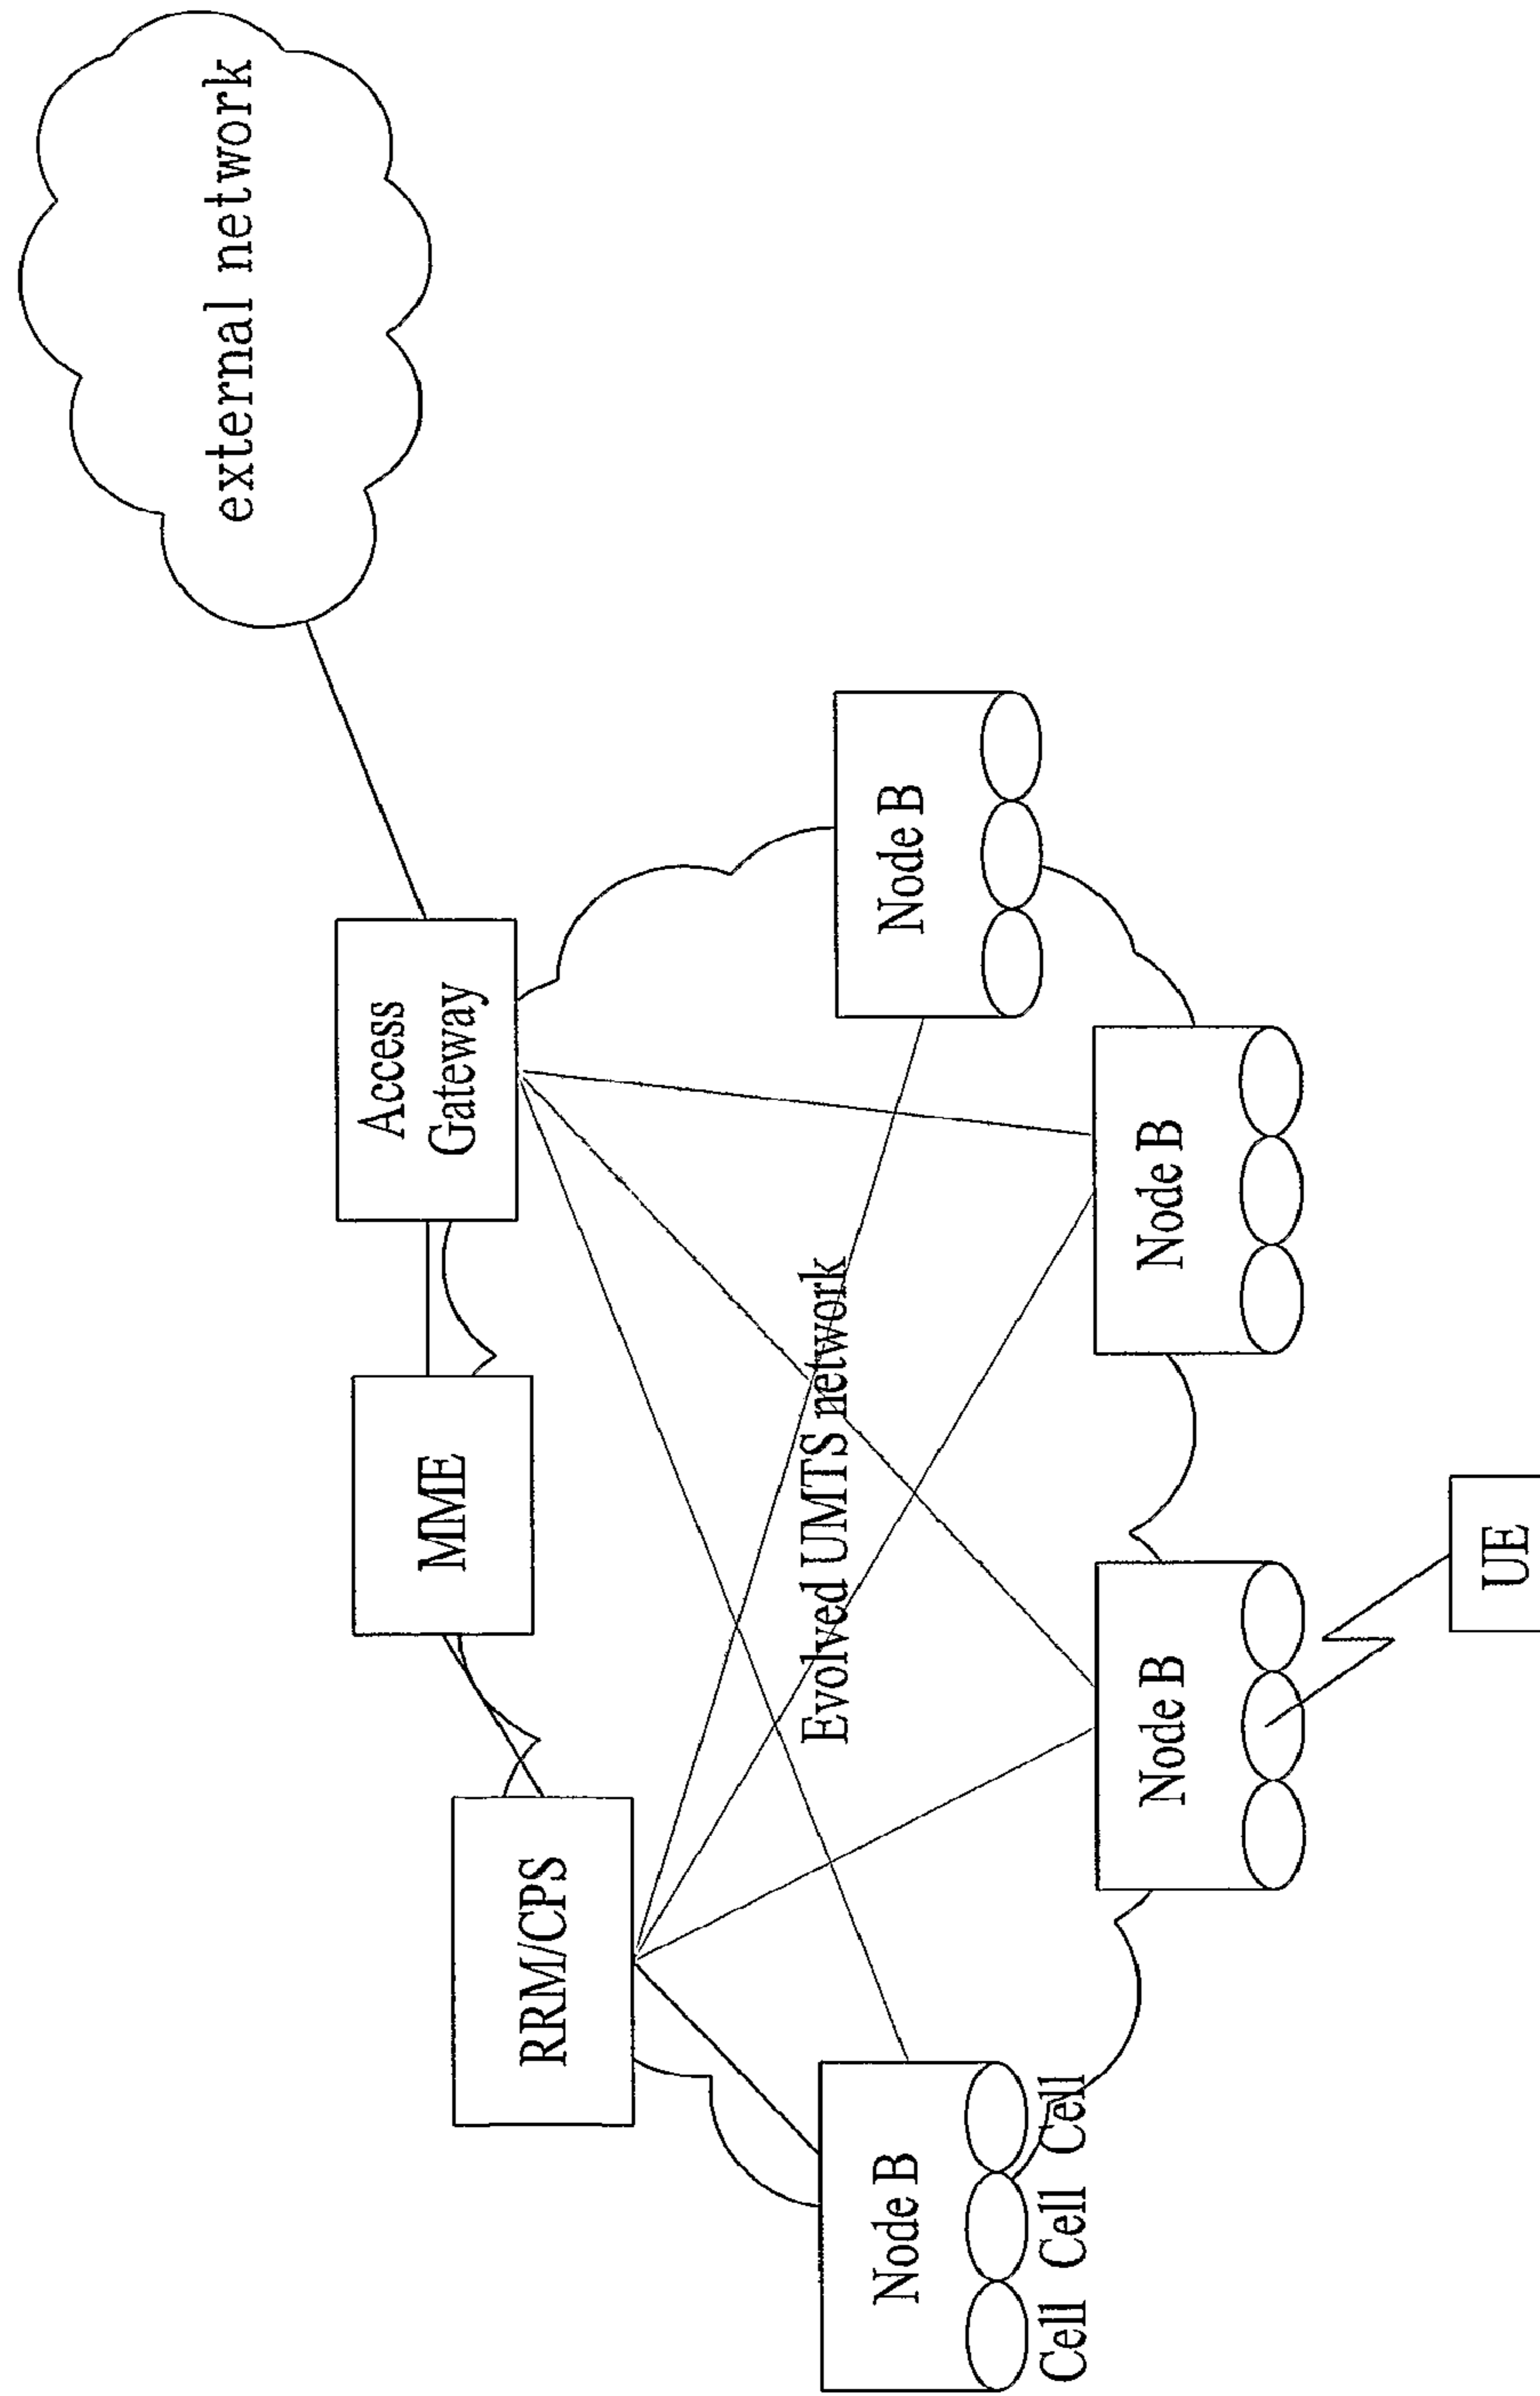 external network
Access
Gateway
MME
RRM/CPS
Evolved UMTS network
Node B
Node B
Node B
Node B
Cell Cell Cell
UE